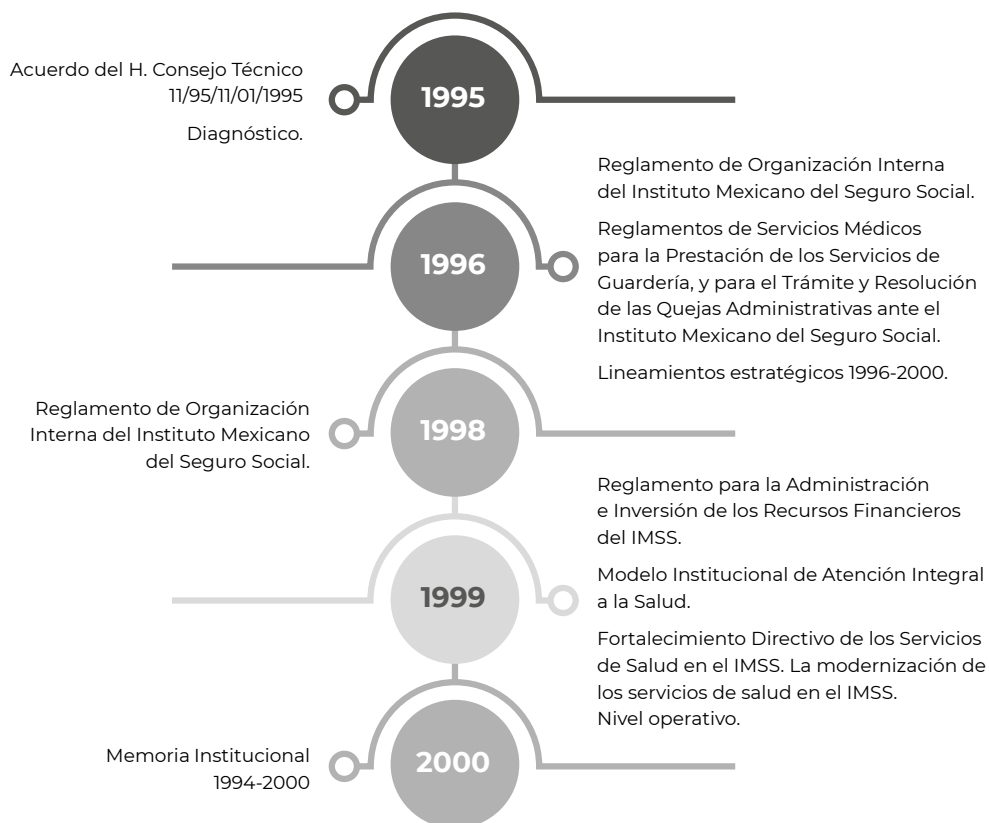 Acuerdo del H. Consejo Técnico
11/95/11/01/1995
Diagnóstico.
1995
Reglamento de Organización Interna
del Instituto Mexicano del Seguro Social.
Reglamentos de Servicios Médicos
para la Prestación de los Servicios de
Guardería, y para el Trámite y Resolución
de las Quejas Administrativas ante el
Instituto Mexicano del Seguro Social.
Lineamientos estratégicos 1996-2000.
1996
Reglamento de Organización
Interna del Instituto Mexicano
del Seguro Social.
1998
Reglamento para la Administración
e Inversión de los Recursos Financieros
del IMSS.
Modelo Institucional de Atención Integral
a la Salud.
Fortalecimiento Directivo de los Servicios
de Salud en el IMSS. La modernización de
los servicios de salud en el IMSS.
Nivel operativo.
1999
Memoria Institucional
1994-2000
2000